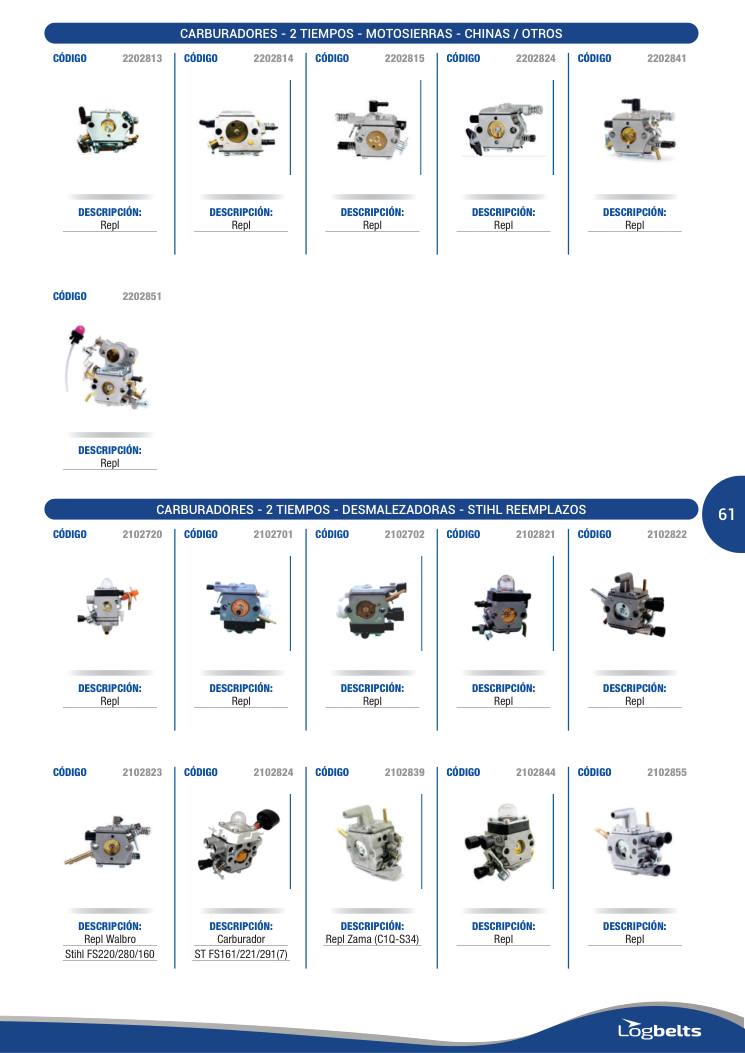 CARBURADORES - 2 TIEMPOS - MOTOSIERRAS - CHINAS / OTROS
CÓDIGO 2202813
DESCRIPCIÓN:
Repl
CÓDIGO 2202814
DESCRIPCIÓN:
Repl
CÓDIGO 2202815
DESCRIPCIÓN:
Repl
CÓDIGO 2202824
DESCRIPCIÓN:
Repl
CÓDIGO 2202841
DESCRIPCIÓN:
Repl
CÓDIGO 2202851
DESCRIPCIÓN:
Repl
CARBURADORES - 2 TIEMPOS - DESMALEZADORAS - STIHL REEMPLAZOS
61
CÓDIGO 2102720
DESCRIPCIÓN:
Repl
CÓDIGO 2102701
DESCRIPCIÓN:
Repl
CÓDIGO 2102702
DESCRIPCIÓN:
Repl
CÓDIGO 2102821
DESCRIPCIÓN:
Repl
CÓDIGO 2102822
DESCRIPCIÓN:
Repl
CÓDIGO 2102823
DESCRIPCIÓN:
Repl Walbro
Stihl FS220/280/160
CÓDIGO 2102824
DESCRIPCIÓN:
Carburador
ST FS161/221/291(7)
CÓDIGO 2102839
DESCRIPCIÓN:
Repl Zama (C1Q-S34)
CÓDIGO 2102844
DESCRIPCIÓN:
Repl
CÓDIGO 2102855
DESCRIPCIÓN:
Repl
Logbelts